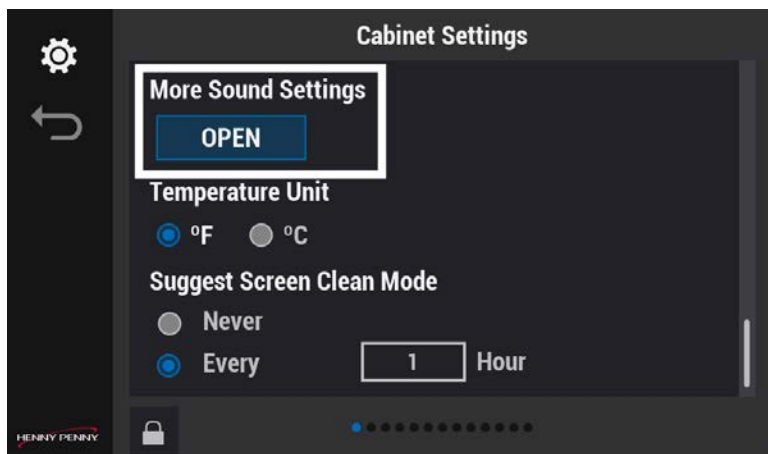 Cabinet Settings
More Sound Settings
OPEN
Temperature Unit
ºF ºC
Suggest Screen Clean Mode
Never
Every 1 Hour
HENNY PENNY